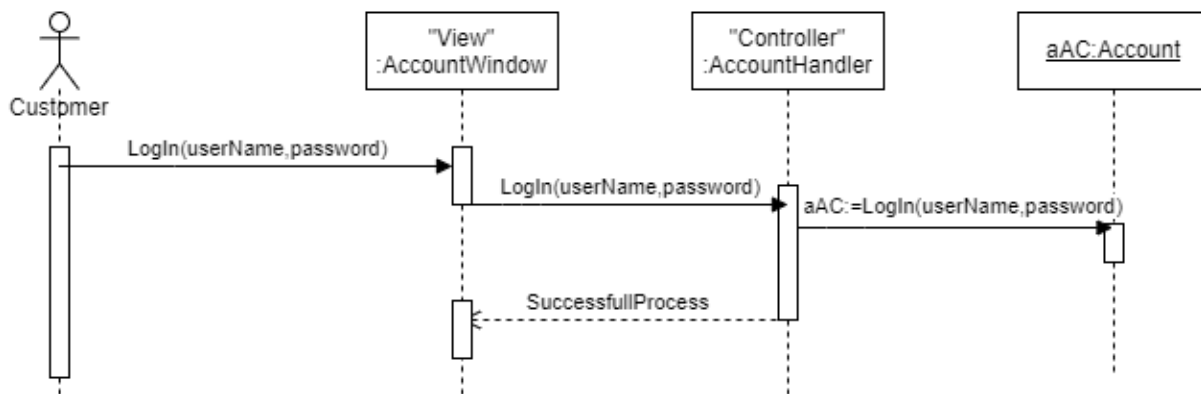 "View"
:AccountWindow
"Controller"
:AccountHandler
aAC:Account
Customer
LogIn(userName,password)
LogIn(userName,password)
aAC:=LogIn(userName,password)
SuccessfullProcess